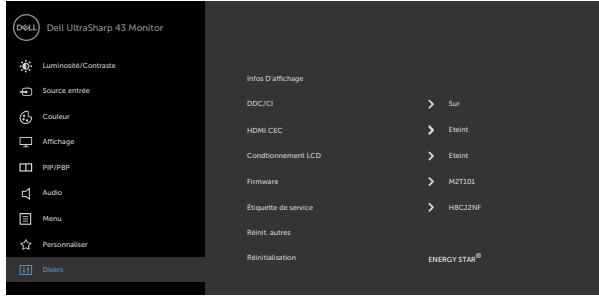 DELL Dell UltraSharp 43 Monitor
Luminosité/Contraste
Source entrée
Couleur
Affichage
PIP/PBP
Audio
Menu
Personnaliser
Divers
Infos D'affichage
DDC/CI > Sur
HDMI CEC > Eteint
Condtionnement LCD > Eteint
Firmware > M2T101
Étiquette de service > H8CJ2NF
Réinit. autres
Réinitialisation ENERGY STAR®